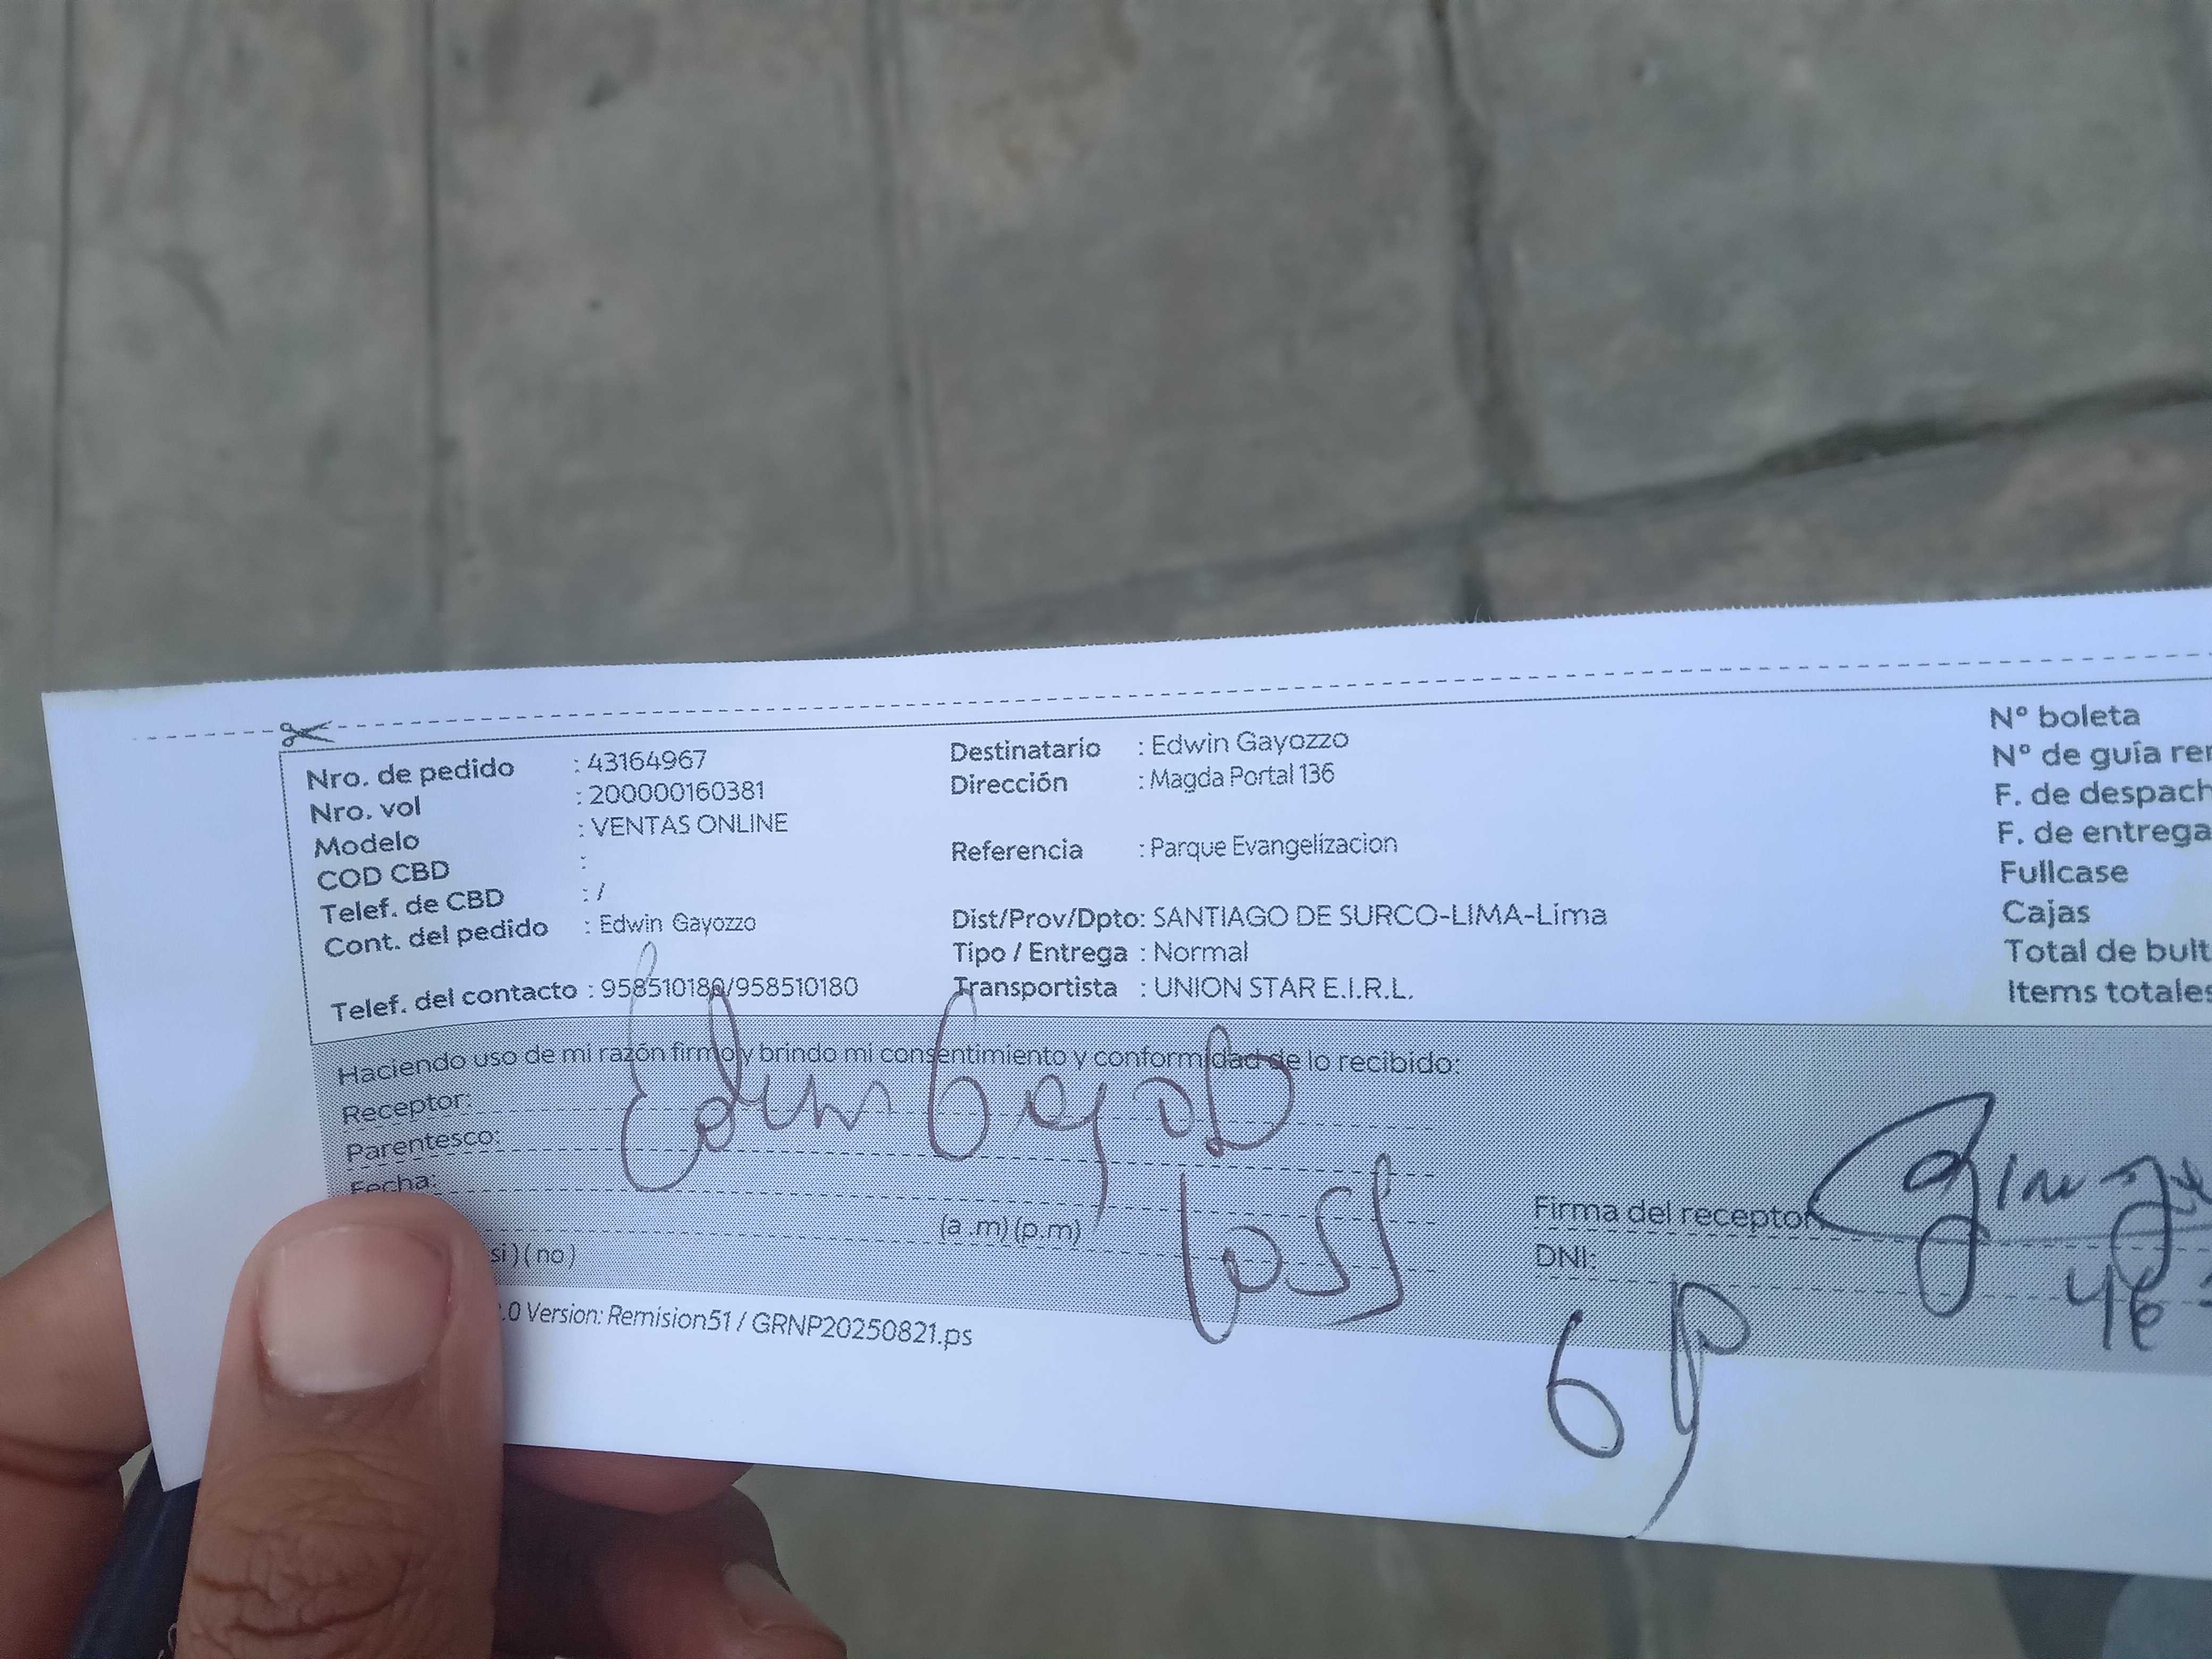 Nro. de pedido : 43164967
Nro. vol : 200000160381
Modelo : VENTAS ONLINE
COD CBD :
Telef. de CBD : /
Cont. del pedido : Edwin Gayozzo
Telef. del contacto : 958510180/958510180
Destinatario : Edwin Gayozzo
Dirección : Magda Portal 136
Referencia : Parque Evangelizacion
Dist/Prov/Dpto: SANTIAGO DE SURCO-LIMA-Lima
Tipo / Entrega : Normal
Transportista : UNION STAR E.I.R.L.
Nº boleta
Nº de guía
F. de despach
F. de entrega
Fullcase
Cajas
Total de bult
Items totales
Haciendo uso de mi razón firmo y brindo mi consentimiento y conformidad de lo recibido:
Receptor:
Parentesco:
Fecha:
(a .m) (p.m)
si ) ( no )
Firma del receptor
DNI:
.0 Version: Remision51 / GRNP20250821.ps